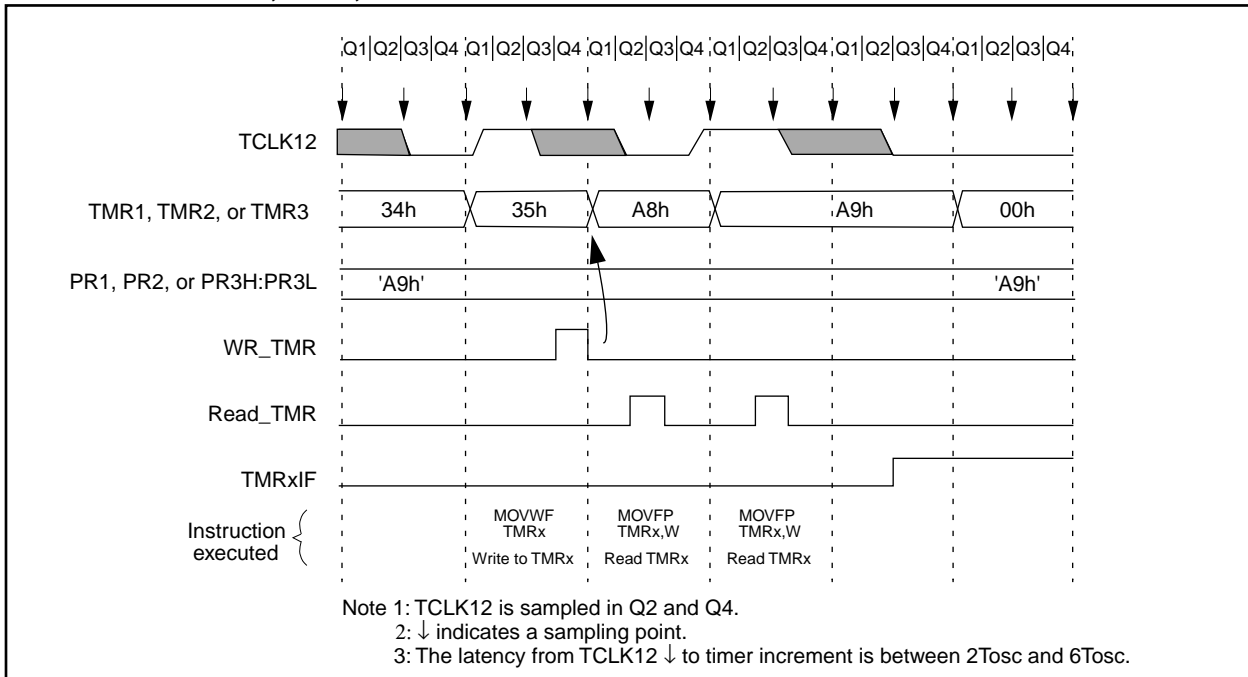 Q1 Q2 Q3 Q4 Q1 Q2 Q3 Q4 Q1 Q2 Q3 Q4 Q1 Q2 Q3 Q4 Q1 Q2 Q3 Q4 Q1 Q2 Q3 Q4
TCLK12
TMR1, TMR2, or TMR3 34h 35h A8h A9h 00h
PR1, PR2, or PR3H:PR3L 'A9h' 'A9h'
WR_TMR
Read_TMR
TMRxIF
Instruction
executed
MOVWF
TMRx
Write to TMRx
MOVFP
TMRx,W
Read TMRx
MOVFP
TMRx,W
Read TMRx
Note 1: TCLK12 is sampled in Q2 and Q4.
2: ↓ indicates a sampling point.
3: The latency from TCLK12 ↓ to timer increment is between 2Tosc and 6Tosc.